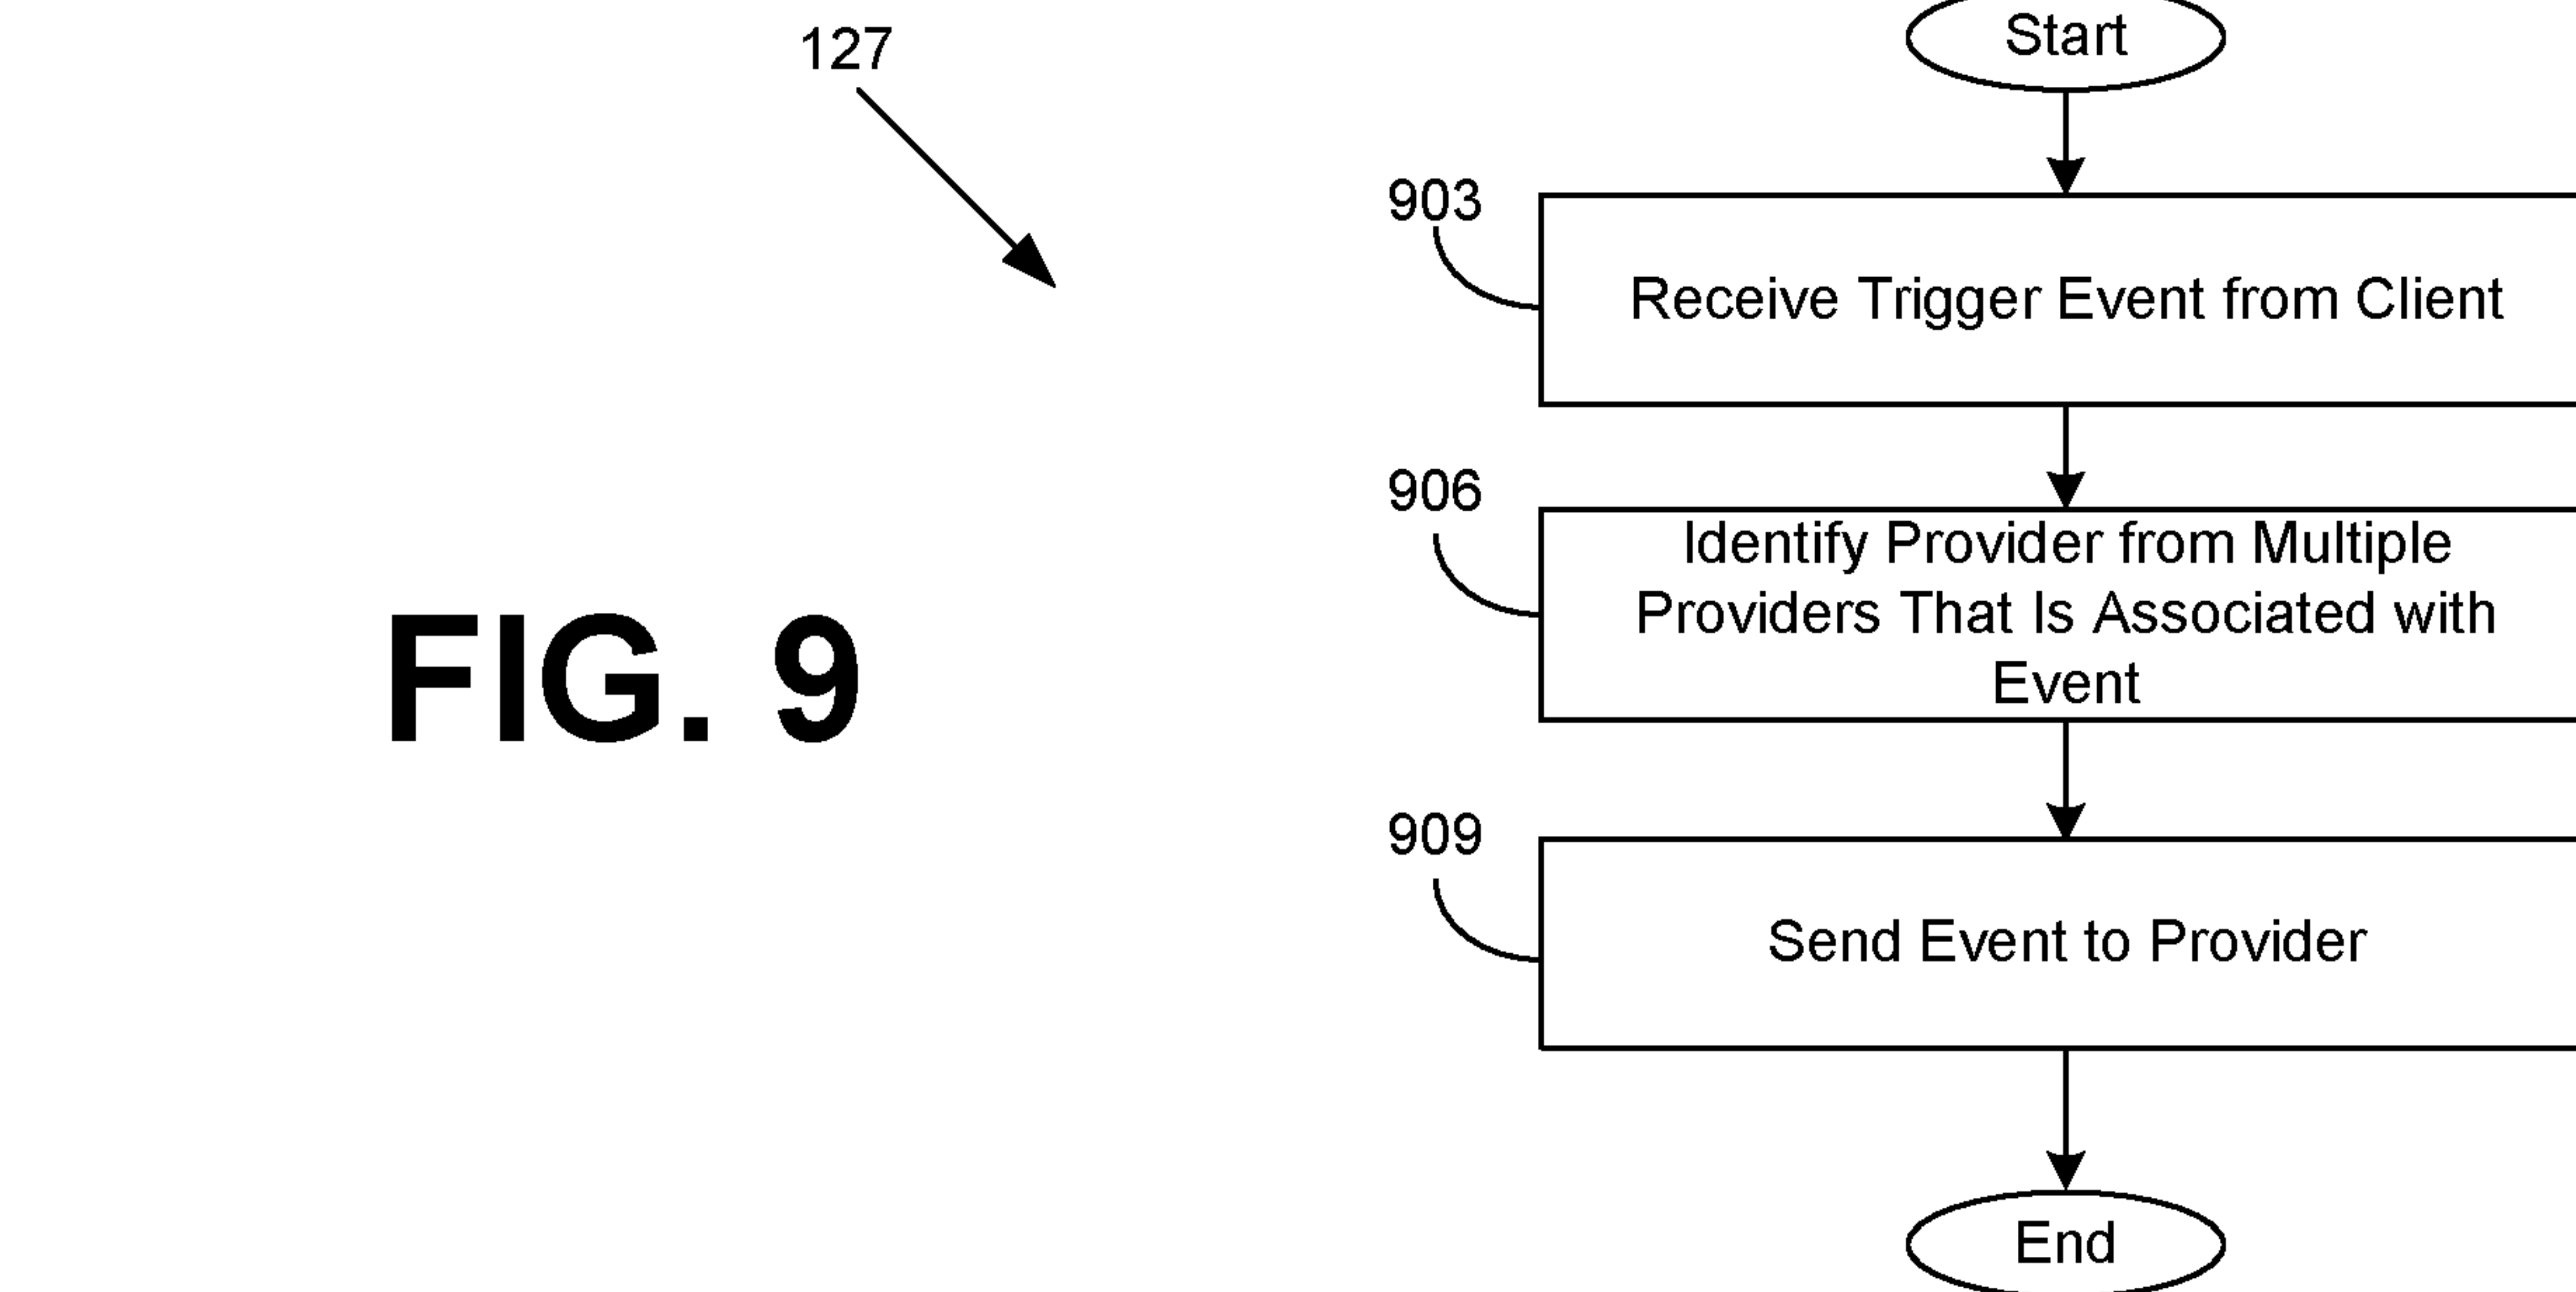 127
Start
903
Receive Trigger Event from Client
906
Identify Provider from Multiple
Providers That Is Associated with
Event
FIG. 9
909
Send Event to Provider
End